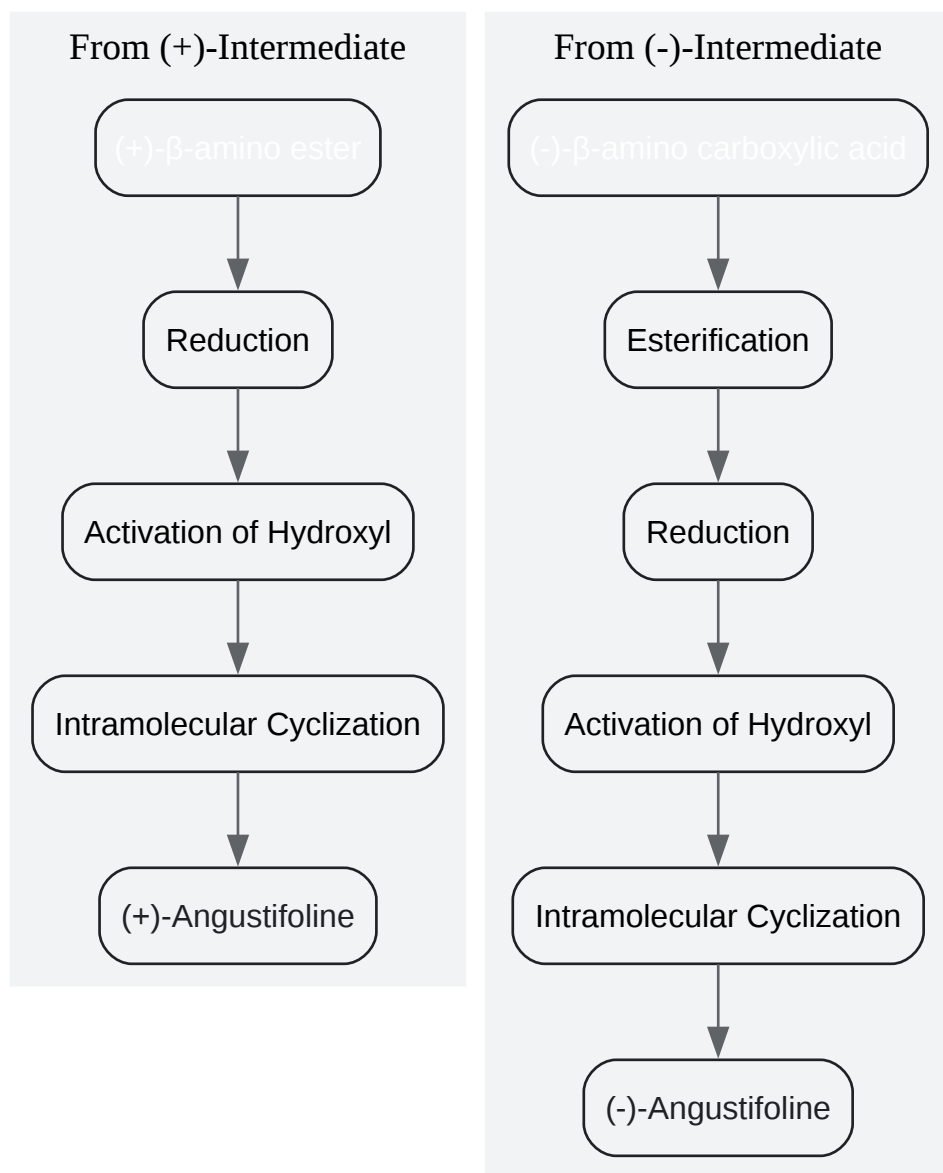 From (+)-Intermediate
(+)-β-amino ester
Reduction
Activation of Hydroxyl
Intramolecular Cyclization
(+)-Angustifoline
From (-)-Intermediate
(-)-β-amino carboxylic acid
Esterification
Reduction
Activation of Hydroxyl
Intramolecular Cyclization
(-)-Angustifoline